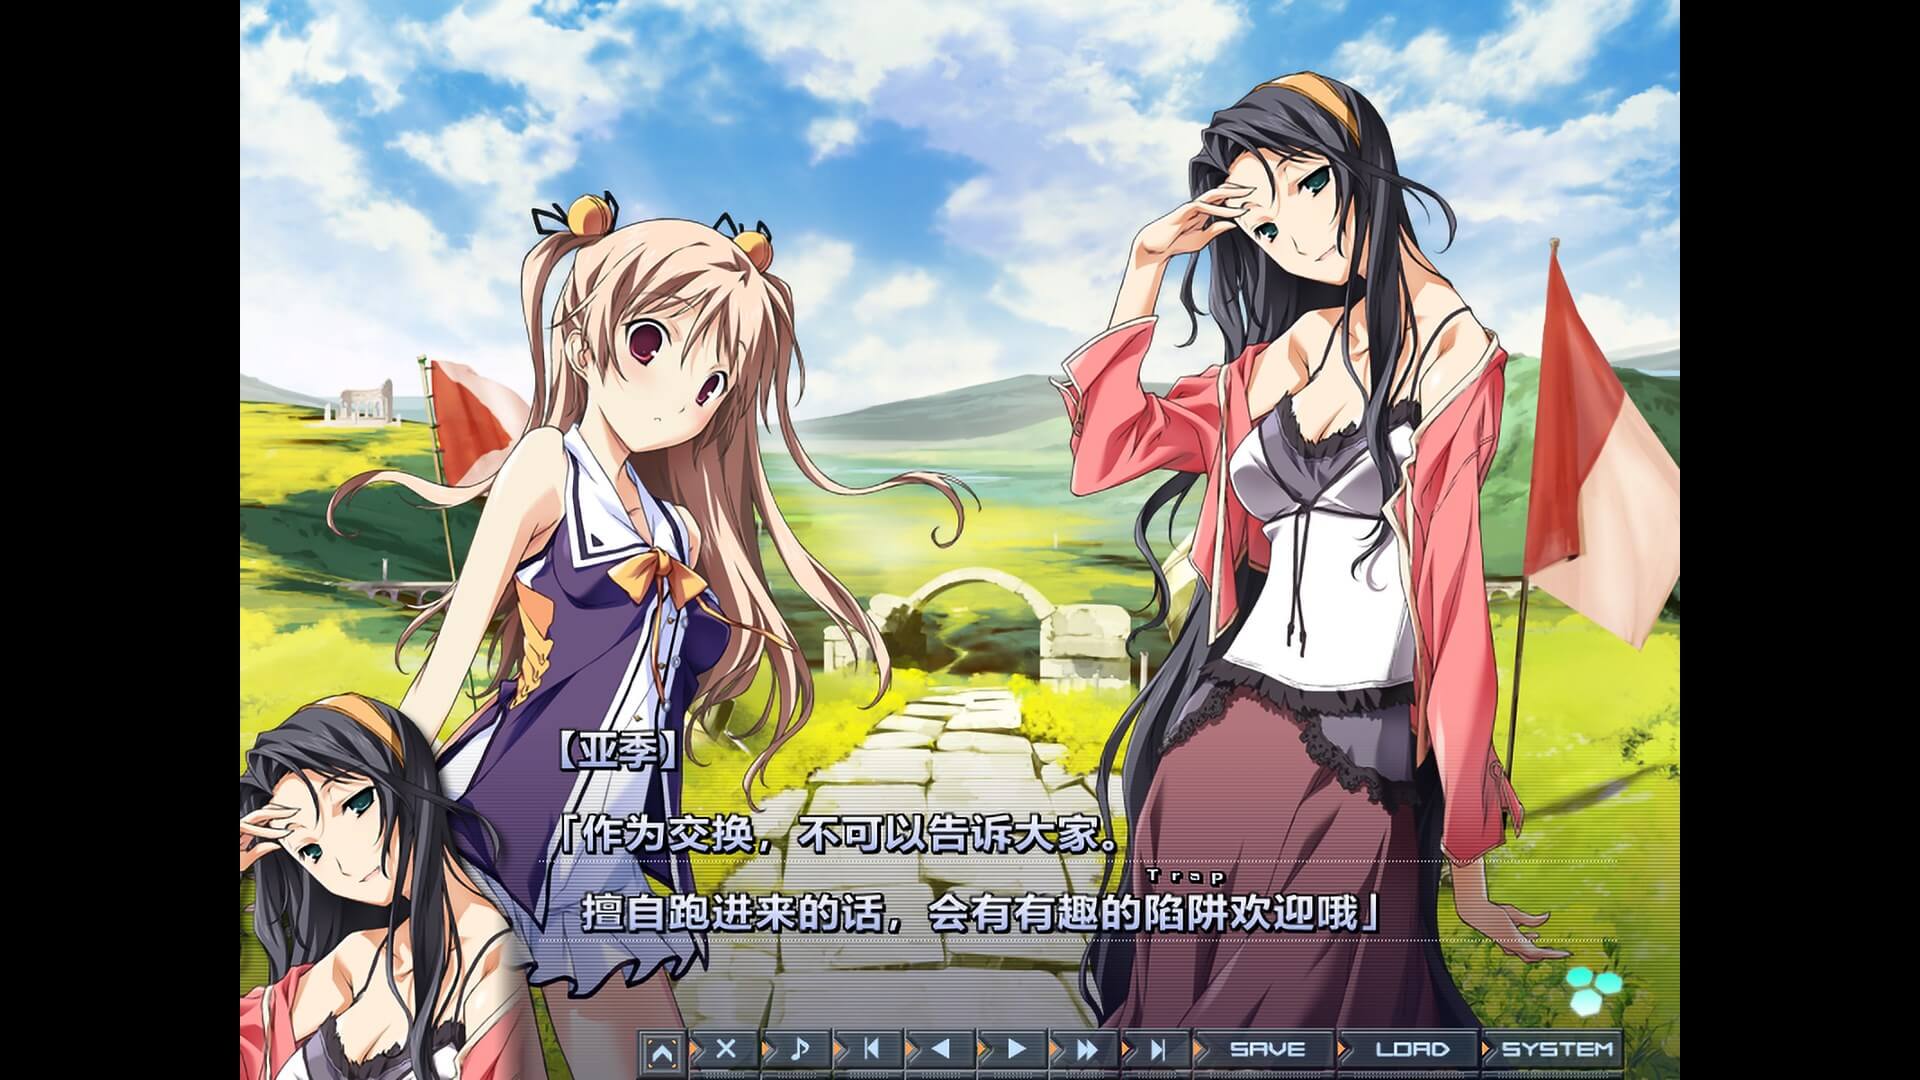 【亚季】
「作为交换，不可以告诉大家。
Trap
擅自跑进来的话，会有有趣的陷阱欢迎哦」
SAVE LOAD SYSTEM